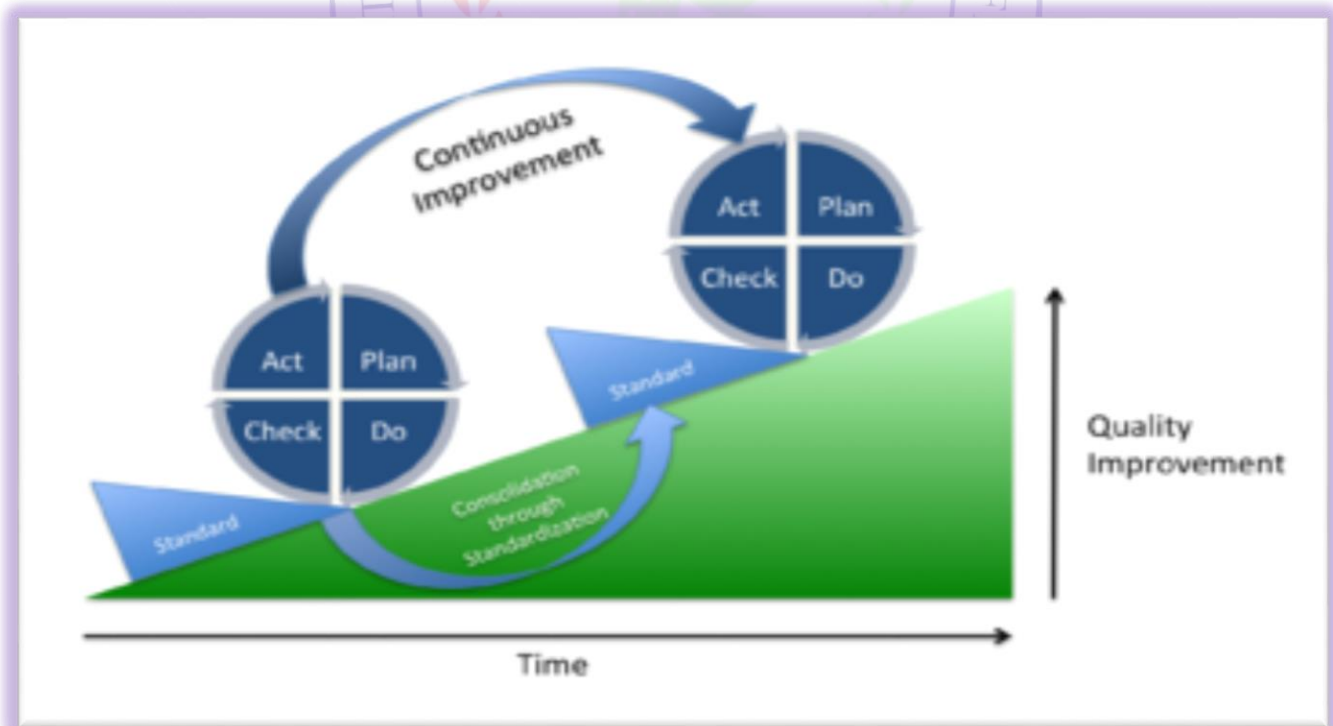 Continuous
Improvement
Act
Plan
Check
Do
Standard
Act
Plan
Check
Do
Standard
Consolidation
through
Standardization
Quality
Improvement
Time